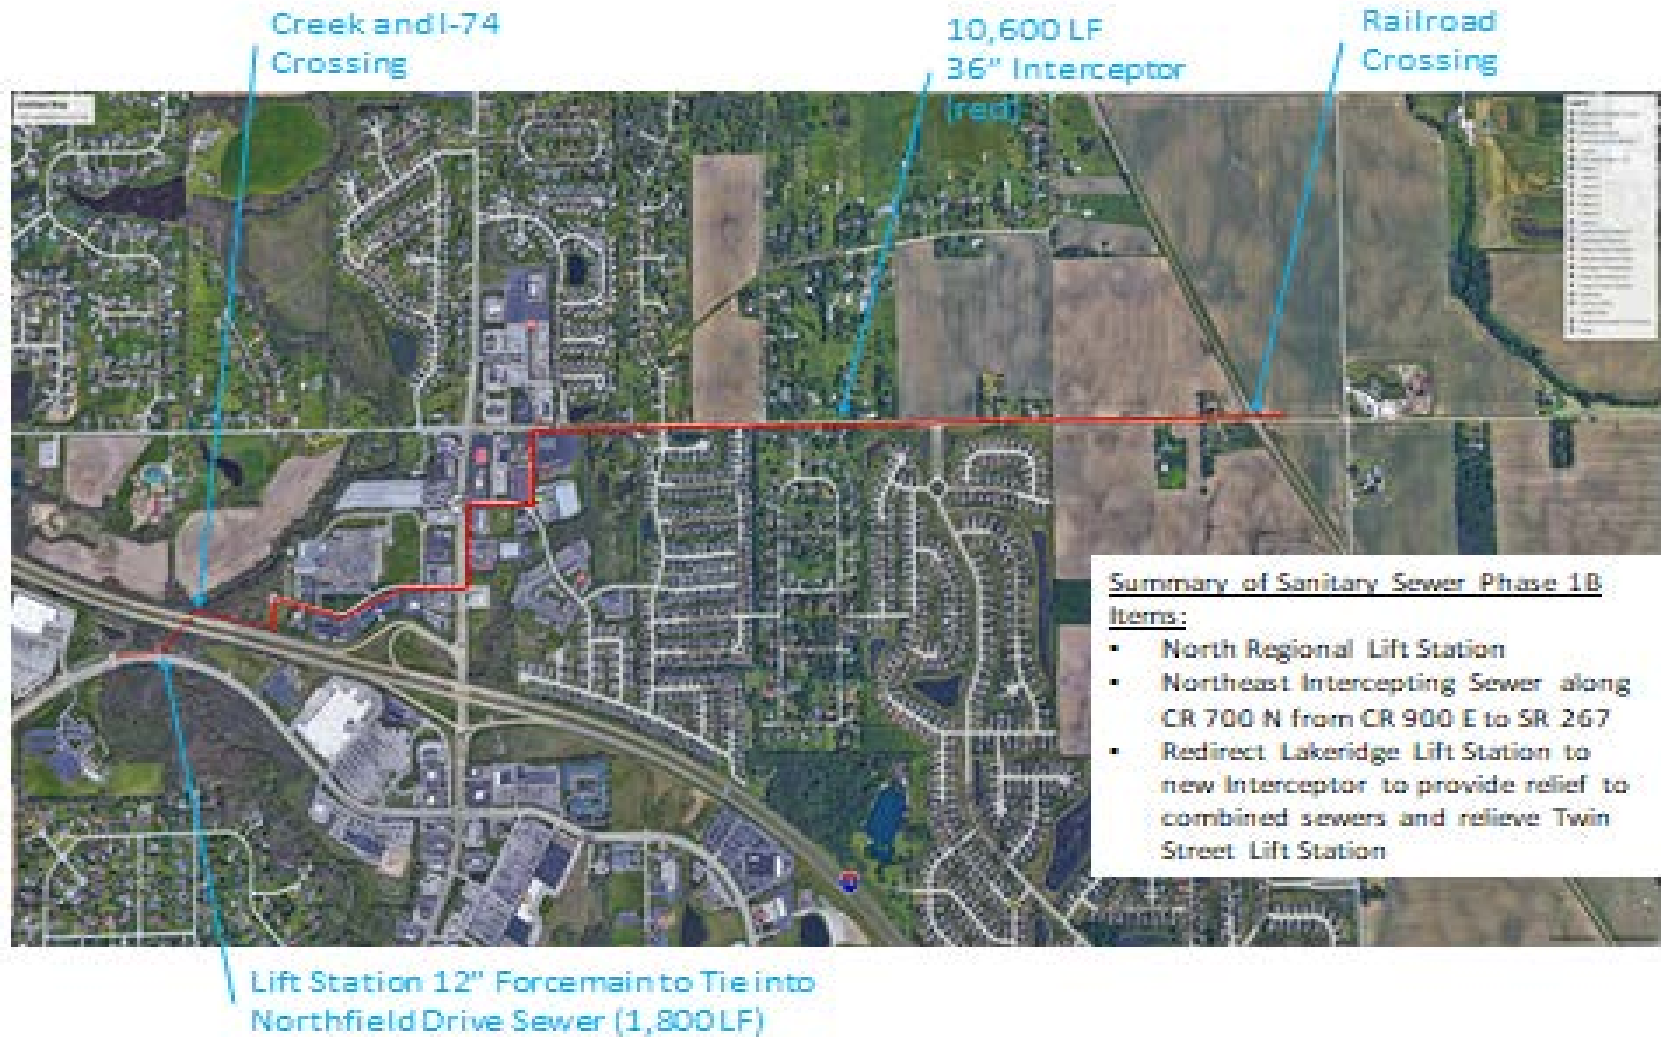 Creek and I-74
Crossing
10,600 LF
36" Interceptor
(red)
Railroad
Crossing
Summary of Sanitary Sewer Phase 1B
Items:
▪ North Regional Lift Station
▪ Northeast Intercepting Sewer along
CR 700 N from CR 900 E to SR 267
▪ Redirect Lakeridge Lift Station to
new Interceptor to provide relief to
combined sewers and relieve Twin
Street Lift Station
Lift Station 12" Forcemain to Tie into
Northfield Drive Sewer (1,800 LF)